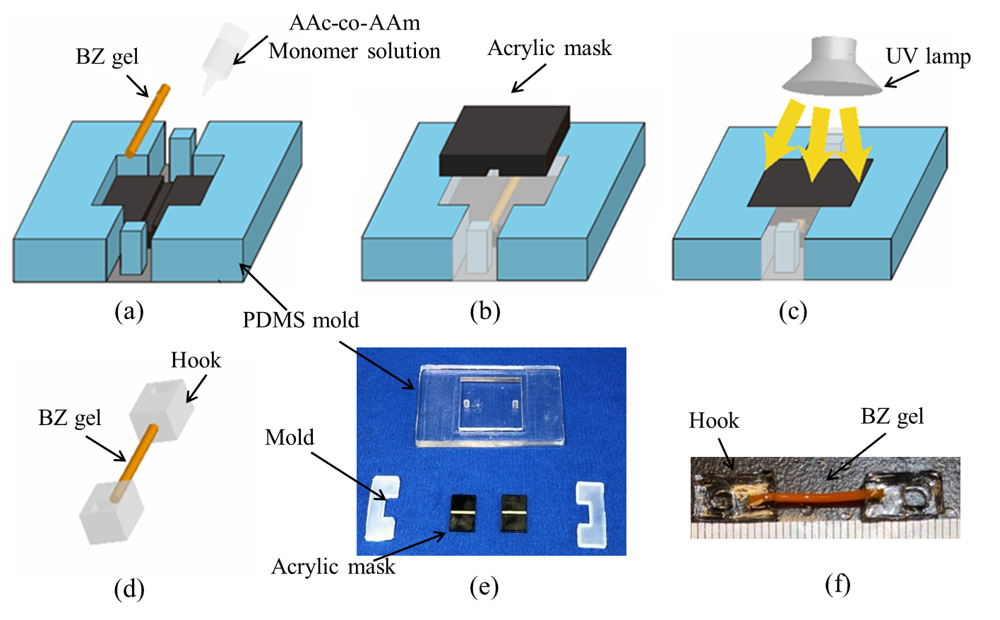 AAc-co-AAm
Monomer solution
BZ gel
Acrylic mask
UV lamp
(a)
(b)
(c)
PDMS mold
Hook
BZ gel
Mold
Acrylic mask
Hook
BZ gel
(d)
(e)
(f)